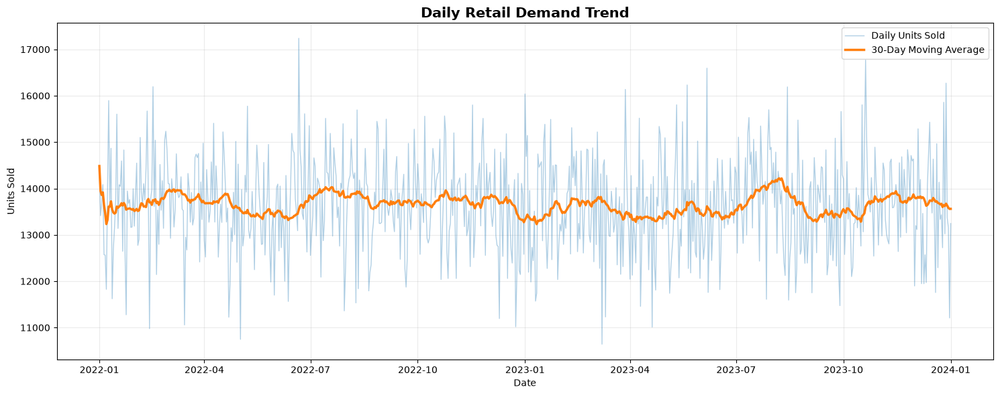 Daily Retail Demand Trend
Daily Units Sold
30-Day Moving Average
Units Sold
17000
16000
15000
14000
13000
12000
11000
2022-01 2022-04 2022-07 2022-10 2023-01 2023-04 2023-07 2023-10 2024-01
Date